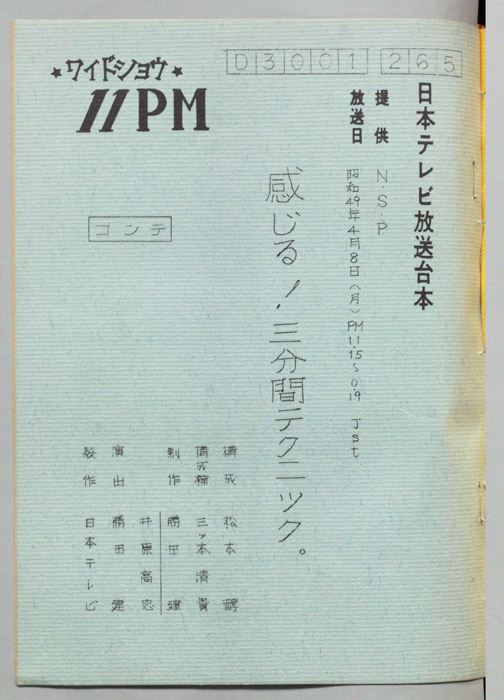 D3001 265
日本テレビ放送台本
提供 N・S・P
放送日 昭和49年4月8日(月)PM11.15～0.19 Jst
★ワイドショウ★
11PM
感じる!三分間テクニック。
コンテ
構成 松本
構成補 三ッ本清貴
制作 勝田建
井原高忠
演出 勝田建
製作 日本テレビ